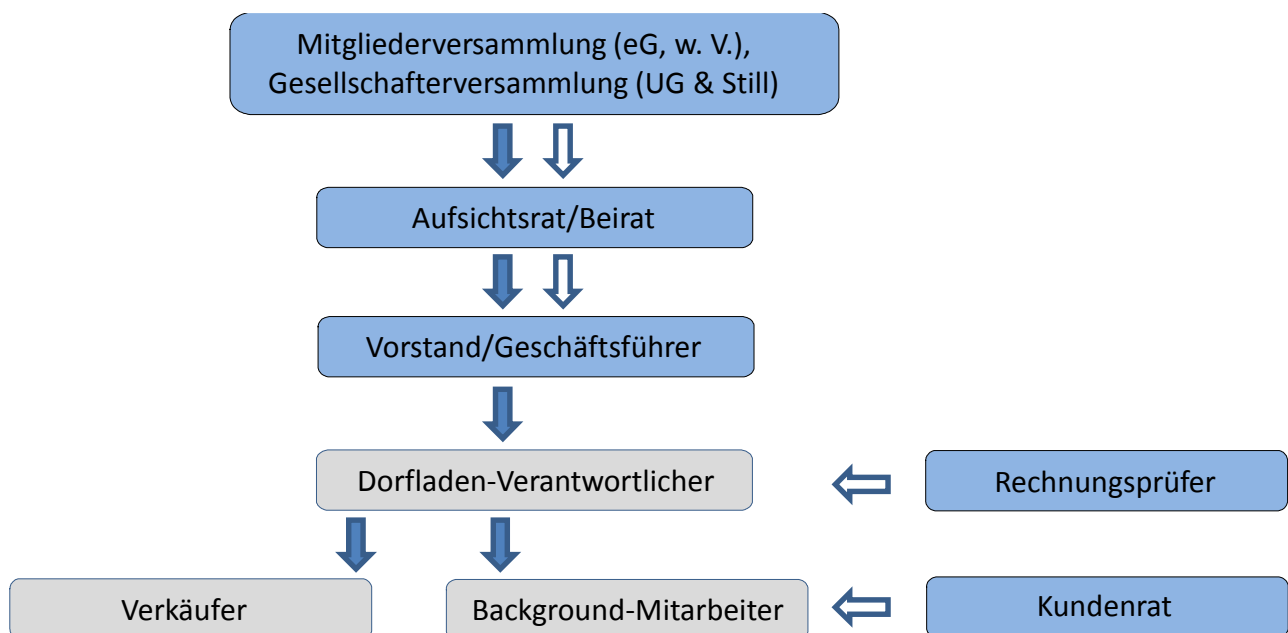 Mitgliederversammlung (eG, w. V.),
Gesellschafterversammlung (UG & Still)
Aufsichtsrat/Beirat
Vorstand/Geschäftsführer
Dorfladen-Verantwortlicher
Rechnungsprüfer
Verkäufer
Background-Mitarbeiter
Kundenrat